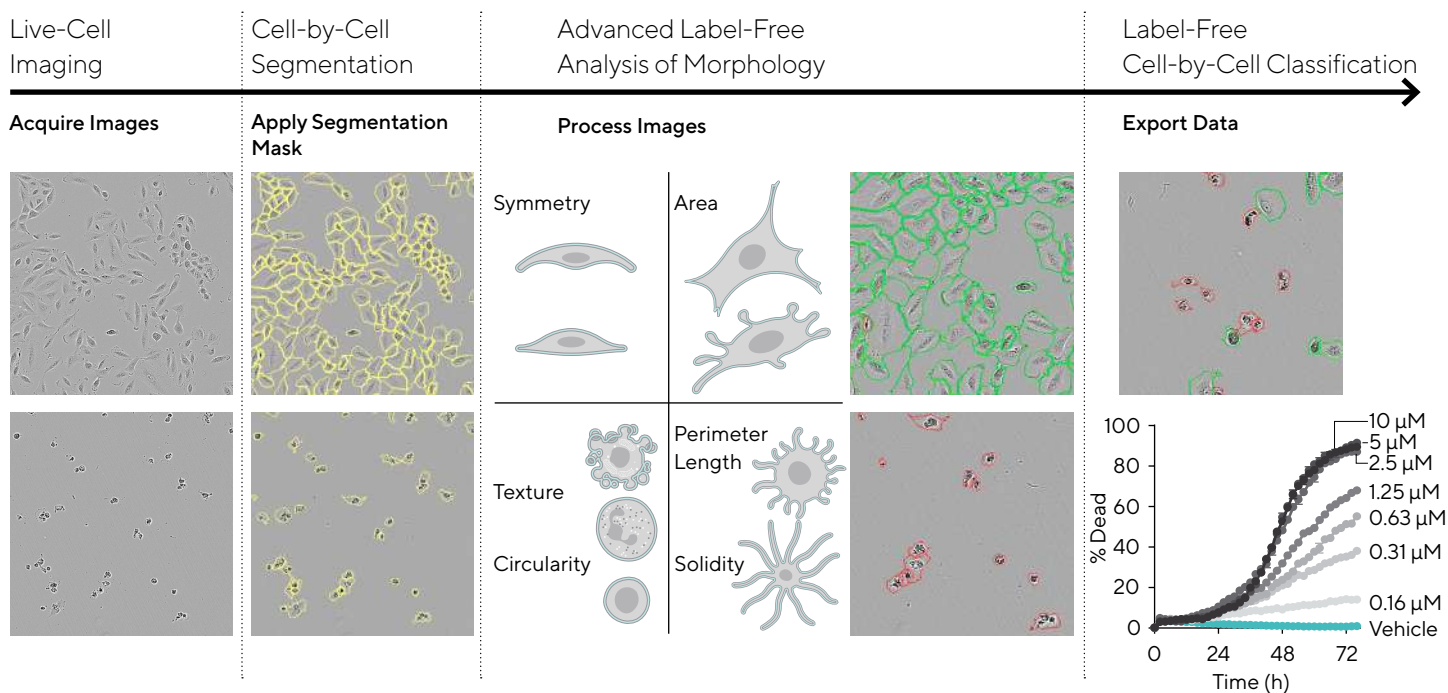 Live-Cell
Imaging
Cell-by-Cell
Segmentation
Advanced Label-Free
Analysis of Morphology
Label-Free
Cell-by-Cell Classification
Acquire Images
Apply Segmentation
Mask
Process Images
Export Data
Symmetry
Area
Texture
Circularity
Perimeter
Length
Solidity
% Dead
100
80
60
40
20
0
0
24
48
72
Time (h)
10 µM
5 µM
2.5 µM
1.25 µM
0.63 µM
0.31 µM
0.16 µM
Vehicle